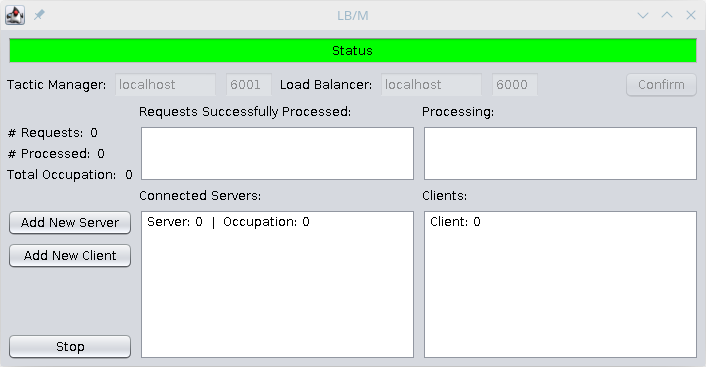 LB/M
Status
Tactic Manager: localhost 6001 Load Balancer: localhost 6000 Confirm
Requests Successfully Processed: Processing:
# Requests: 0
# Processed: 0
Total Occupation: 0
Connected Servers: Clients:
Add New Server Server: 0 | Occupation: 0 Client: 0
Add New Client
Stop